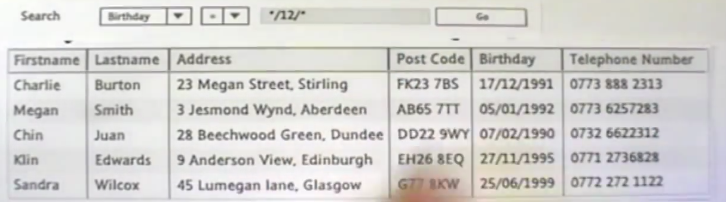 Search Birthday = */12/* Go
Firstname Lastname Address Post Code Birthday Telephone Number
Charlie Burton 23 Megan Street, Stirling FK23 7BS 17/12/1991 0773 888 2313
Megan Smith 3 Jesmond Wynd, Aberdeen AB65 7TT 05/01/1992 0773 6257283
Chin Juan 28 Beechwood Green, Dundee DD22 9WY 07/02/1990 0732 6622312
Klin Edwards 9 Anderson View, Edinburgh EH26 8EQ 27/11/1995 0771 2736828
Sandra Wilcox 45 Lumegan lane, Glasgow G77 8KW 25/06/1999 0772 272 1122